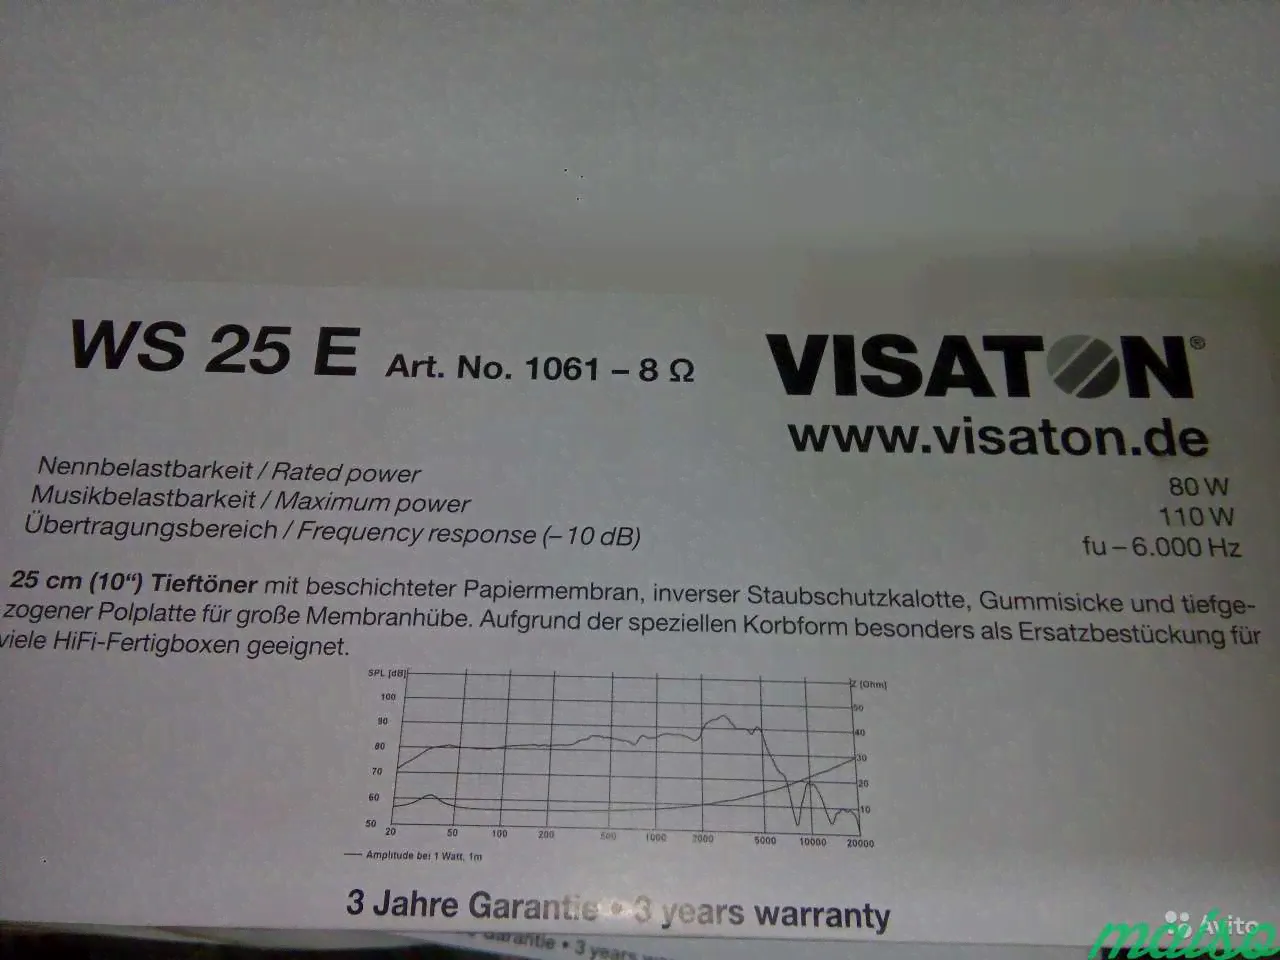 WS 25 E Art. No. 1061 – 8 Ω
VISATON®
www.visaton.de
Nennbelastbarkeit / Rated power 80 W
Musikbelastbarkeit / Maximum power 110 W
Übertragungsbereich / Frequency response (– 10 dB) fu – 6.000 Hz
25 cm (10“) Tieftöner mit beschichteter Papiermembran, inverser Staubschutzkalotte, Gummisicke und tiefge-
zogener Polplatte für große Membranhübe. Aufgrund der speziellen Korbform besonders als Ersatzbestückung für
viele HiFi-Fertigboxen geeignet.
SPL [dB] Z [Ohm]
100 50
90 40
80 30
70 20
60 10
50
20 50 100 200 500 1000 2000 5000 10000 20000
Amplitude bei 1 Watt, 1m
3 Jahre Garantie • 3 years warranty
Garantie • 3 years
Avito